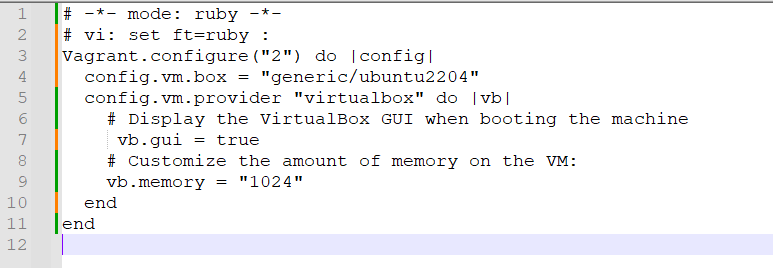 1 # -*- mode: ruby -*-
2 # vi: set ft=ruby :
3 Vagrant.configure("2") do |config|
4   config.vm.box = "generic/ubuntu2204"
5   config.vm.provider "virtualbox" do |vb|
6     # Display the VirtualBox GUI when booting the machine
7      vb.gui = true
8     # Customize the amount of memory on the VM:
9     vb.memory = "1024"
10   end
11 end
12